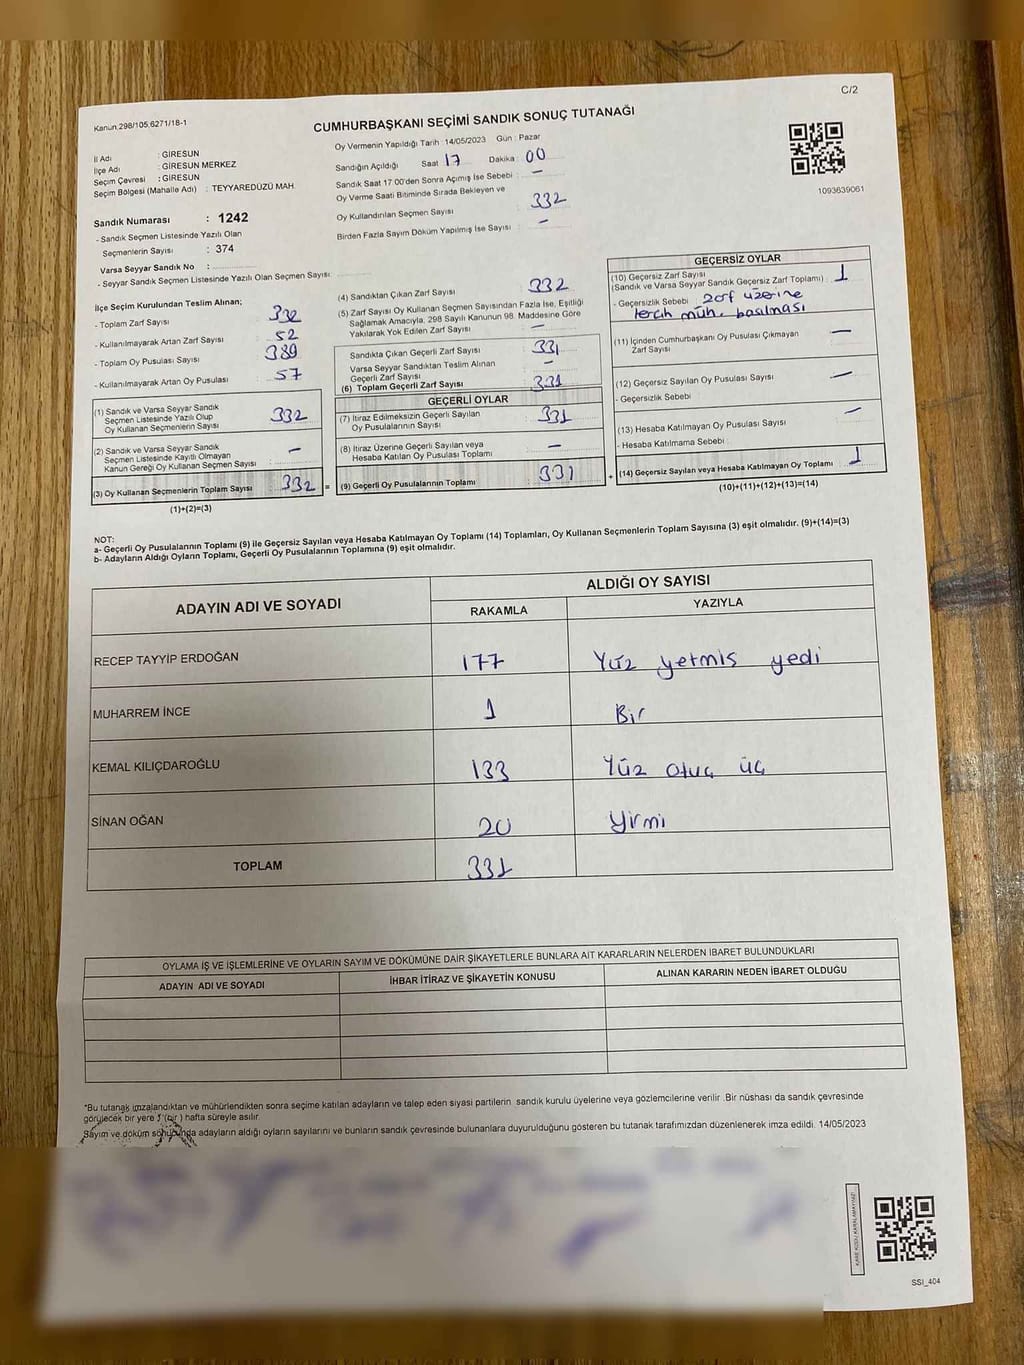 C/2
Kanun.298/105,6271/18-1
CUMHURBAŞKANI SEÇİMİ SANDIK SONUÇ TUTANAĞI
1093639061
İl Adı : GİRESUN
İlçe Adı : GİRESUN MERKEZ
Seçim Çevresi : GİRESUN
Seçim Bölgesi (Mahalle Adı) : TEYYAREDÜZÜ MAH.
Sandık Numarası : 1242
- Sandık Seçmen Listesinde Yazılı Olan
Seçmenlerin Sayısı : 374
Varsa Seyyar Sandık No :
- Seyyar Sandık Seçmen Listesinde Yazılı Olan Seçmen Sayısı:
Oy Vermenin Yapıldığı Tarih : 14/05/2023 Gün : Pazar
Sandığın Açıldığı Saat 17 Dakika : 00
Sandık Saat 17:00'den Sonra Açımış İse Sebebi : -
Oy Verme Saati Bitiminde Sırada Bekleyen ve
Oy Kullandırılan Seçmen Sayısı 332
Birden Fazla Sayım Döküm Yapılmış İse Sayısı : -
İlçe Seçim Kurulundan Teslim Alınan;
- Toplam Zarf Sayısı :
- Kullanılmayarak Artan Zarf Sayısı : 52
- Toplam Oy Pusulası Sayısı : 389
- Kullanılmayarak Artan Oy Pusulası : 57
(1) Sandık ve Varsa Seyyar Sandık
Seçmen Listesinde Yazılı Olup
Oy Kullanan Seçmenlerin Sayısı : 332
(2) Sandık ve Varsa Seyyar Sandık
Seçmen Listesinde Kayıtlı Olmayan
Kanun Gereği Oy Kullanan Seçmen Sayısı : -
(3) Oy Kullanan Seçmenlerin Toplam Sayısı 332 =
(1)+(2)=(3)
(4) Sandıktan Çıkan Zarf Sayısı : 332
(5) Zarf Sayısı Oy Kullanan Seçmen Sayısından Fazla İse, Eşitliği
Sağlamak Amacıyla, 298 Sayılı Kanunun 98. Maddesine Göre
Yakılarak Yok Edilen Zarf Sayısı : -
Sandıkta Çıkan Geçerli Zarf Sayısı : 331
Varsa Seyyar Sandıktan Teslim Alınan
Geçerli Zarf Sayısı : -
(6) Toplam Geçerli Zarf Sayısı : 331
GEÇERLİ OYLAR
(7) İtiraz Edilmeksizin Geçerli Sayılan
Oy Pusulalarının Sayısı : 331
(8) İtiraz Üzerine Geçerli Sayılan veya
Hesaba Katılan Oy Pusulası Toplamı : -
(9) Geçerli Oy Pusulalarının Toplamı : 331 +
GEÇERSİZ OYLAR
(10) Geçersiz Zarf Sayısı
(Sandık ve Varsa Seyyar Sandık Geçersiz Zarf Toplamı) : 1
- Geçersizlik Sebebi : zarf üzerine
tercih müh. basılması
(11) İçinden Cumhurbaşkanı Oy Pusulası Çıkmayan
Zarf Sayısı : -
(12) Geçersiz Sayılan Oy Pusulası Sayısı : -
- Geçersizlik Sebebi :
(13) Hesaba Katılmayan Oy Pusulası Sayısı : -
- Hesaba Katılmama Sebebi :
(14) Geçersiz Sayılan veya Hesaba Katılmayan Oy Toplamı : 1
(10)+(11)+(12)+(13)=(14)
NOT:
a- Geçerli Oy Pusulalarının Toplamı (9) ile Geçersiz Sayılan veya Hesaba Katılmayan Oy Toplamı (14) Toplamları, Oy Kullanan Seçmenlerin Toplam Sayısına (3) eşit olmalıdır. (9)+(14)=(3)
b- Adayların Aldığı Oyların Toplamı, Geçerli Oy Pusulalarının Toplamına (9) eşit olmalıdır.
ADAYIN ADI VE SOYADI ALDIĞI OY SAYISI
RAKAMLA YAZIYLA
RECEP TAYYİP ERDOĞAN 177 Yüz yetmis yedi
MUHARREM İNCE 1 Bir
KEMAL KILIÇDAROĞLU 133 Yüz otuz üç
SİNAN OĞAN 20 Yirmi
TOPLAM 331
OYLAMA İŞ VE İŞLEMLERİNE VE OYLARIN SAYIM VE DÖKÜMÜNE DAİR ŞİKAYETLERLE BUNLARA AİT KARARLARIN NELERDEN İBARET BULUNDUKLARI
ADAYIN ADI VE SOYADI İHBAR İTİRAZ VE ŞİKAYETİN KONUSU ALINAN KARARIN NEDEN İBARET OLDUĞU
*Bu tutanak imzalandıktan ve mühürlendikten sonra seçime katılan adayların ve talep eden siyasi partilerin sandık kurulu üyelerine veya gözlemcilerine verilir. Bir nüshası da sandık çevresinde
görülecek bir yere 1 (bir) hafta süreyle asılır.
Sayım ve döküm sonucunda adayların aldığı oyların sayılarını ve bunların sandık çevresinde bulunanlara duyurulduğunu gösteren bu tutanak tarafımızdan düzenlenerek imza edildi. 14/05/2023
SSI_404